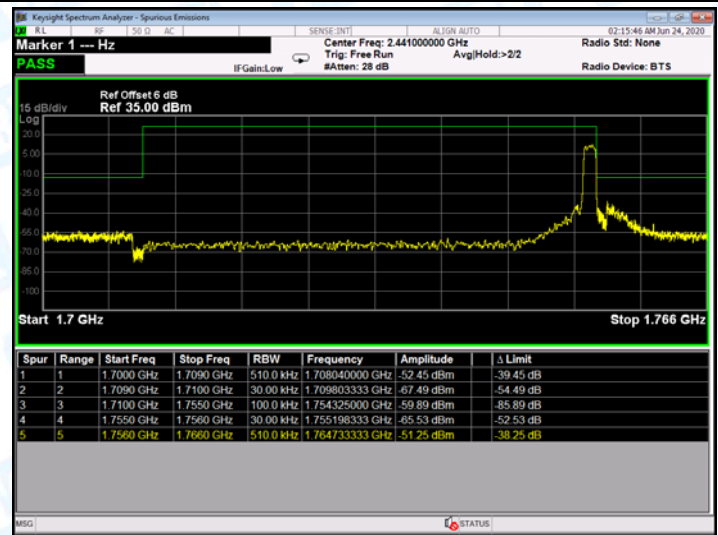 Keysight Spectrum Analyzer - Spurious Emissions
RL RF 50 Ω AC SENSE:INT ALIGN AUTO 02:15:46 AM Jun 24, 2020
Marker 1 --- Hz
Center Freq: 2.441000000 GHz
Radio Std: None
Trig: Free Run Avg|Hold:>2/2
PASS IFGain:Low #Atten: 28 dB Radio Device: BTS
Ref Offset 6 dB
15 dB/div Ref 35.00 dBm
Log
20.0
5.00
-10.0
-25.0
-40.0
-55.0
-70.0
-85.0
-100
Start 1.7 GHz Stop 1.766 GHz
Spur Range Start Freq Stop Freq RBW Frequency Amplitude Δ Limit
1 1 1.7000 GHz 1.7090 GHz 510.0 kHz 1.708040000 GHz -52.45 dBm -39.45 dB
2 2 1.7090 GHz 1.7100 GHz 30.00 kHz 1.709803333 GHz -67.49 dBm -54.49 dB
3 3 1.7100 GHz 1.7550 GHz 100.0 kHz 1.754325000 GHz -59.89 dBm -85.89 dB
4 4 1.7550 GHz 1.7560 GHz 30.00 kHz 1.755198333 GHz -65.53 dBm -52.53 dB
5 5 1.7560 GHz 1.7660 GHz 510.0 kHz 1.764733333 GHz -51.25 dBm -38.25 dB
MSG STATUS